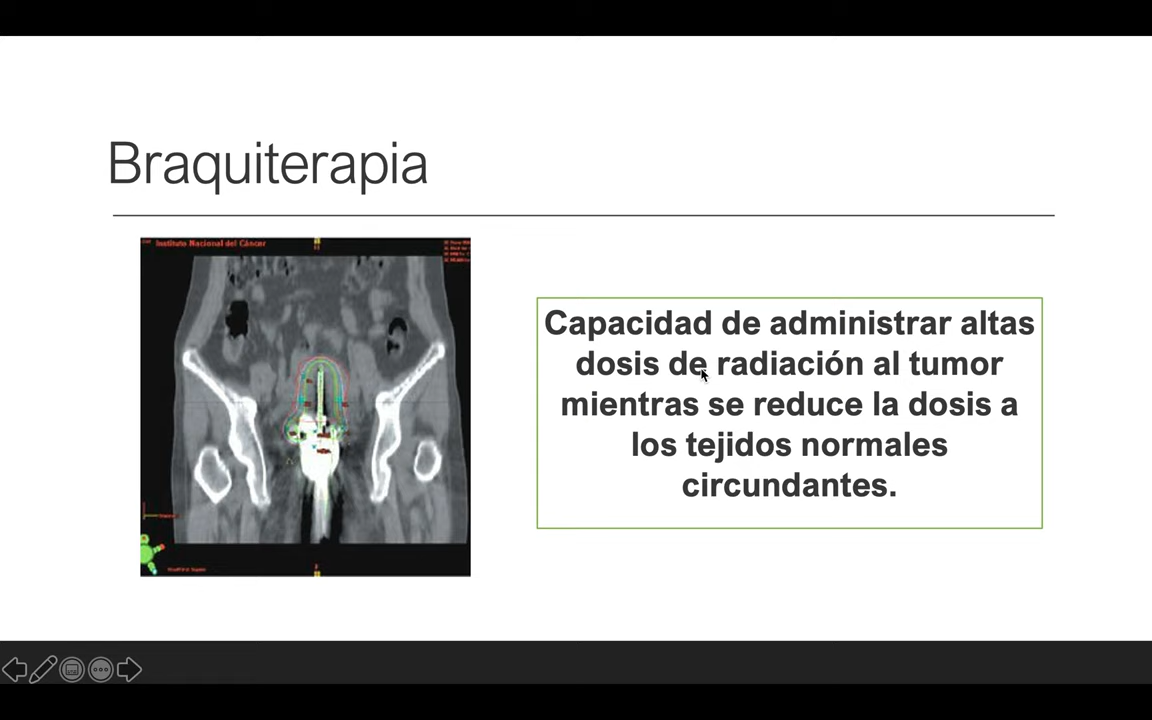 Braquiterapia
Instituto Nacional del Cáncer
Capacidad de administrar altas
dosis de radiación al tumor
mientras se reduce la dosis a
los tejidos normales
circundantes.